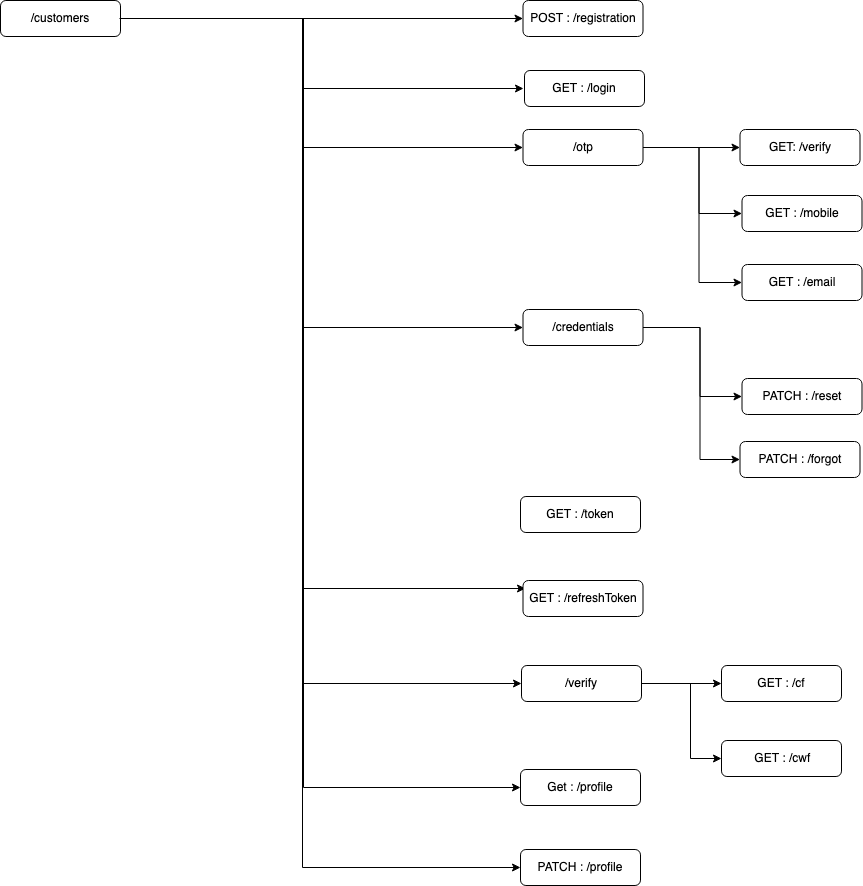 /customers
POST : /registration
GET : /login
/otp
GET: /verify
GET : /mobile
GET : /email
/credentials
PATCH : /reset
PATCH : /forgot
GET : /token
GET : /refreshToken
/verify
GET : /cf
GET : /cwf
Get : /profile
PATCH : /profile